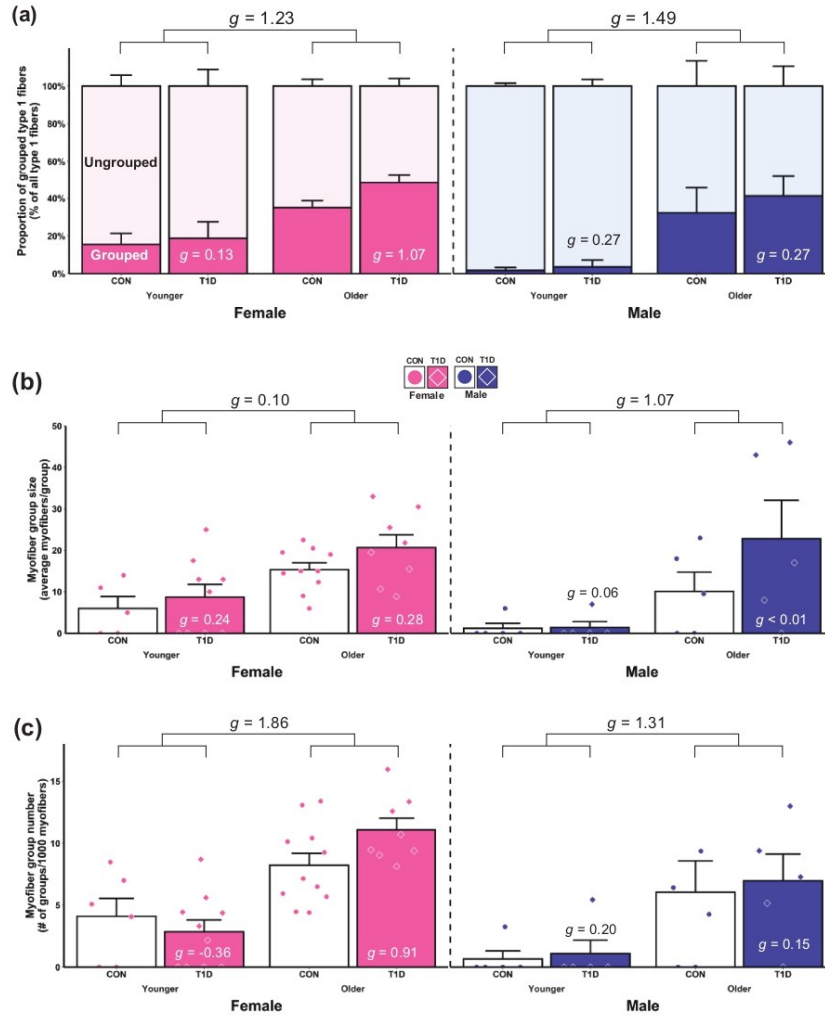 (a)
g = 1.23
g = 1.49
Proportion of grouped type 1 fibers
(% of all type 1 fibers)
100%
80%
60%
40%
20%
0%
Ungrouped
Grouped
g = 0.13
g = 1.07
g = 0.27
g = 0.27
CON T1D CON T1D CON T1D CON T1D
Younger Older Younger Older
Female Male
(b)
CON T1D CON T1D
Female Male
g = 0.10
g = 1.07
Myofiber group size
(average myofibers/group)
50
40
30
20
10
0
g = 0.24
g = 0.28
g = 0.06
g < 0.01
CON T1D CON T1D CON T1D CON T1D
Younger Older Younger Older
Female Male
(c)
g = 1.86
g = 1.31
Myofiber group number
(# of groups/1000 myofibers)
15
10
5
0
g = -0.36
g = 0.91
g = 0.20
g = 0.15
CON T1D CON T1D CON T1D CON T1D
Younger Older Younger Older
Female Male